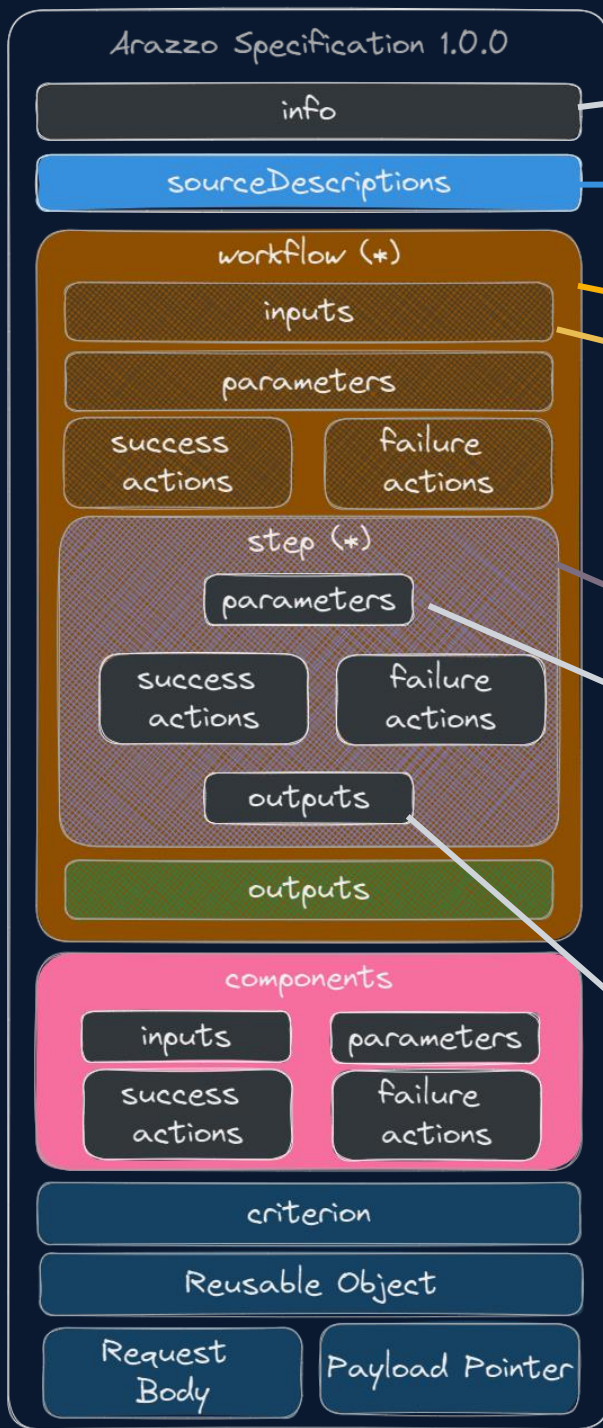 Arazzo Specification 1.0.0
info
sourceDescriptions
workflow (*)
inputs
parameters
success
actions
failure
actions
step (*)
parameters
success
actions
failure
actions
outputs
outputs
components
inputs
parameters
success
actions
failure
actions
criterion
Reusable Object
Request
Body
Payload Pointer